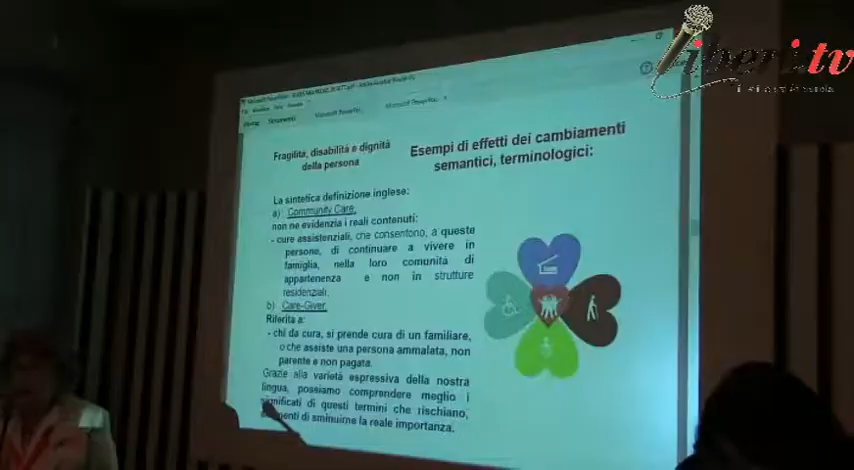 iberi.tv
Documenti
Fragilità, disabilità e dignità
della persona
Esempi di effetti dei cambiamenti
semantici, terminologici:
La sintetica definizione inglese:
a) Community Care,
non ne evidenzia i reali contenuti:
- cure assistenziali, che consentono, a queste
persone, di continuare a vivere in
famiglia, nella loro comunità di
appartenenza e non in strutture
residenziali.
b) Care-Giver,
Riferita a:
- chi da cura, si prende cura di un familiare,
o che assiste una persona ammalata, non
parente e non pagata.
Grazie alla varietà espressiva della nostra
lingua, possiamo comprendere meglio i
significati di questi termini che rischiano,
di sminuirne la reale importanza.